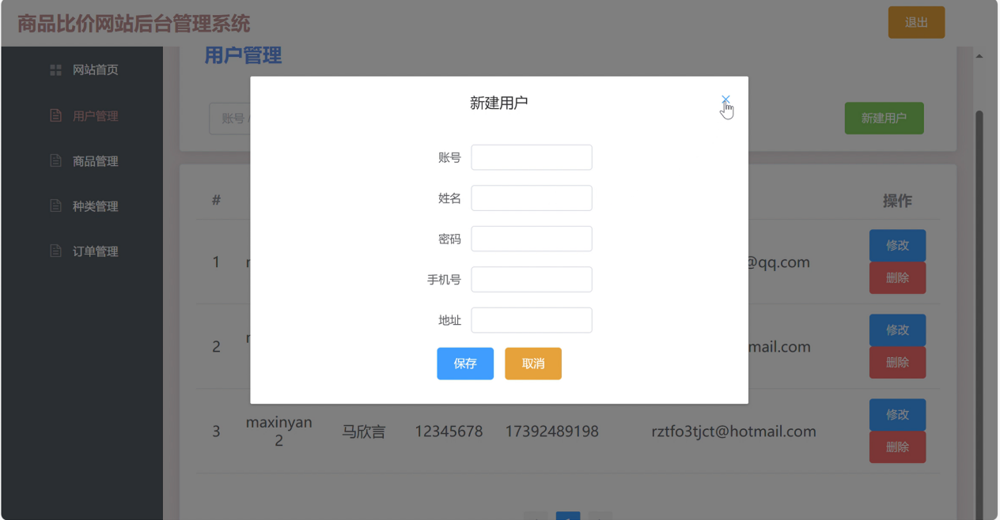 商品比价网站后台管理系统
退出
网站首页
用户管理
商品管理
种类管理
订单管理
用户管理
账号
新建用户
新建用户
账号
姓名
密码
手机号
地址
保存
取消
# 操作
1 @qq.com 修改
删除
2 mail.com 修改
删除
3 maxinyan
2 马欣言 12345678 17392489198 rztfo3tjct@hotmail.com 修改
删除